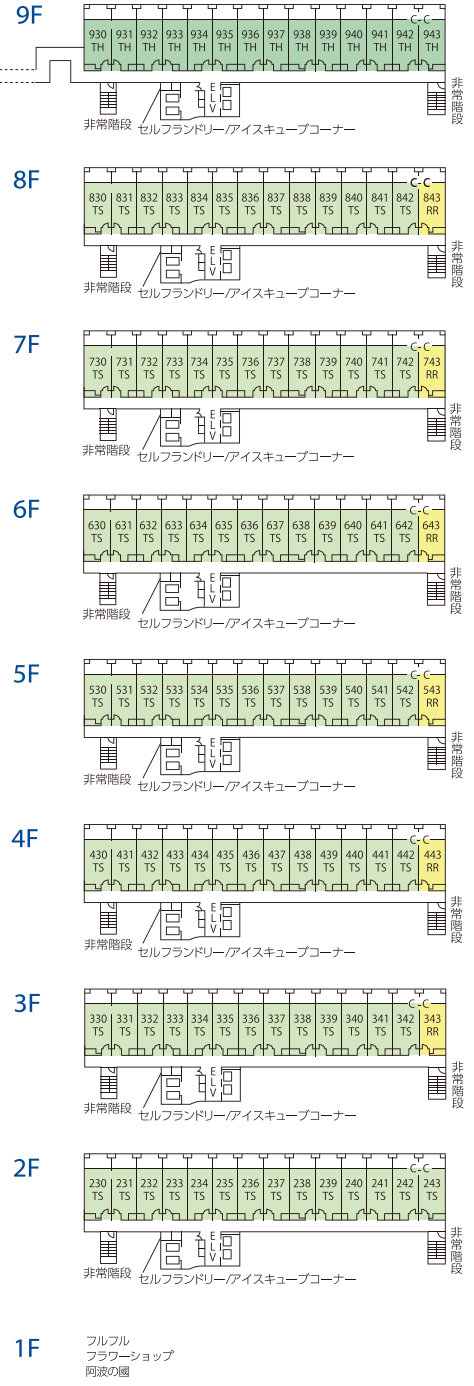 9F
C-C
930 931 932 933 934 935 936 937 938 939 940 941 942 943
TH TH TH TH TH TH TH TH TH TH TH TH TH TH
ELV
非常階段
非常階段
セルフランドリー/アイスキューブコーナー
8F
C-C
830 831 832 833 834 835 836 837 838 839 840 841 842 843
TS TS TS TS TS TS TS TS TS TS TS TS TS RR
ELV
非常階段
非常階段
セルフランドリー/アイスキューブコーナー
7F
C-C
730 731 732 733 734 735 736 737 738 739 740 741 742 743
TS TS TS TS TS TS TS TS TS TS TS TS TS RR
ELV
非常階段
非常階段
セルフランドリー/アイスキューブコーナー
6F
C-C
630 631 632 633 634 635 636 637 638 639 640 641 642 643
TS TS TS TS TS TS TS TS TS TS TS TS TS RR
ELV
非常階段
非常階段
セルフランドリー/アイスキューブコーナー
5F
C-C
530 531 532 533 534 535 536 537 538 539 540 541 542 543
TS TS TS TS TS TS TS TS TS TS TS TS TS RR
ELV
非常階段
非常階段
セルフランドリー/アイスキューブコーナー
4F
C-C
430 431 432 433 434 435 436 437 438 439 440 441 442 443
TS TS TS TS TS TS TS TS TS TS TS TS TS RR
ELV
非常階段
非常階段
セルフランドリー/アイスキューブコーナー
3F
C-C
330 331 332 333 334 335 336 337 338 339 340 341 342 343
TS TS TS TS TS TS TS TS TS TS TS TS TS RR
ELV
非常階段
非常階段
セルフランドリー/アイスキューブコーナー
2F
C-C
230 231 232 233 234 235 236 237 238 239 240 241 242 243
TS TS TS TS TS TS TS TS TS TS TS TS TS TS
ELV
非常階段
非常階段
セルフランドリー/アイスキューブコーナー
1F
フルフル
フラワーショップ
阿波の國